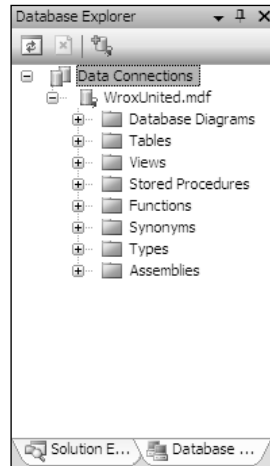 Database Explorer
Data Connections
WroxUnited.mdf
Database Diagrams
Tables
Views
Stored Procedures
Functions
Synonyms
Types
Assemblies
Solution E... Database ...